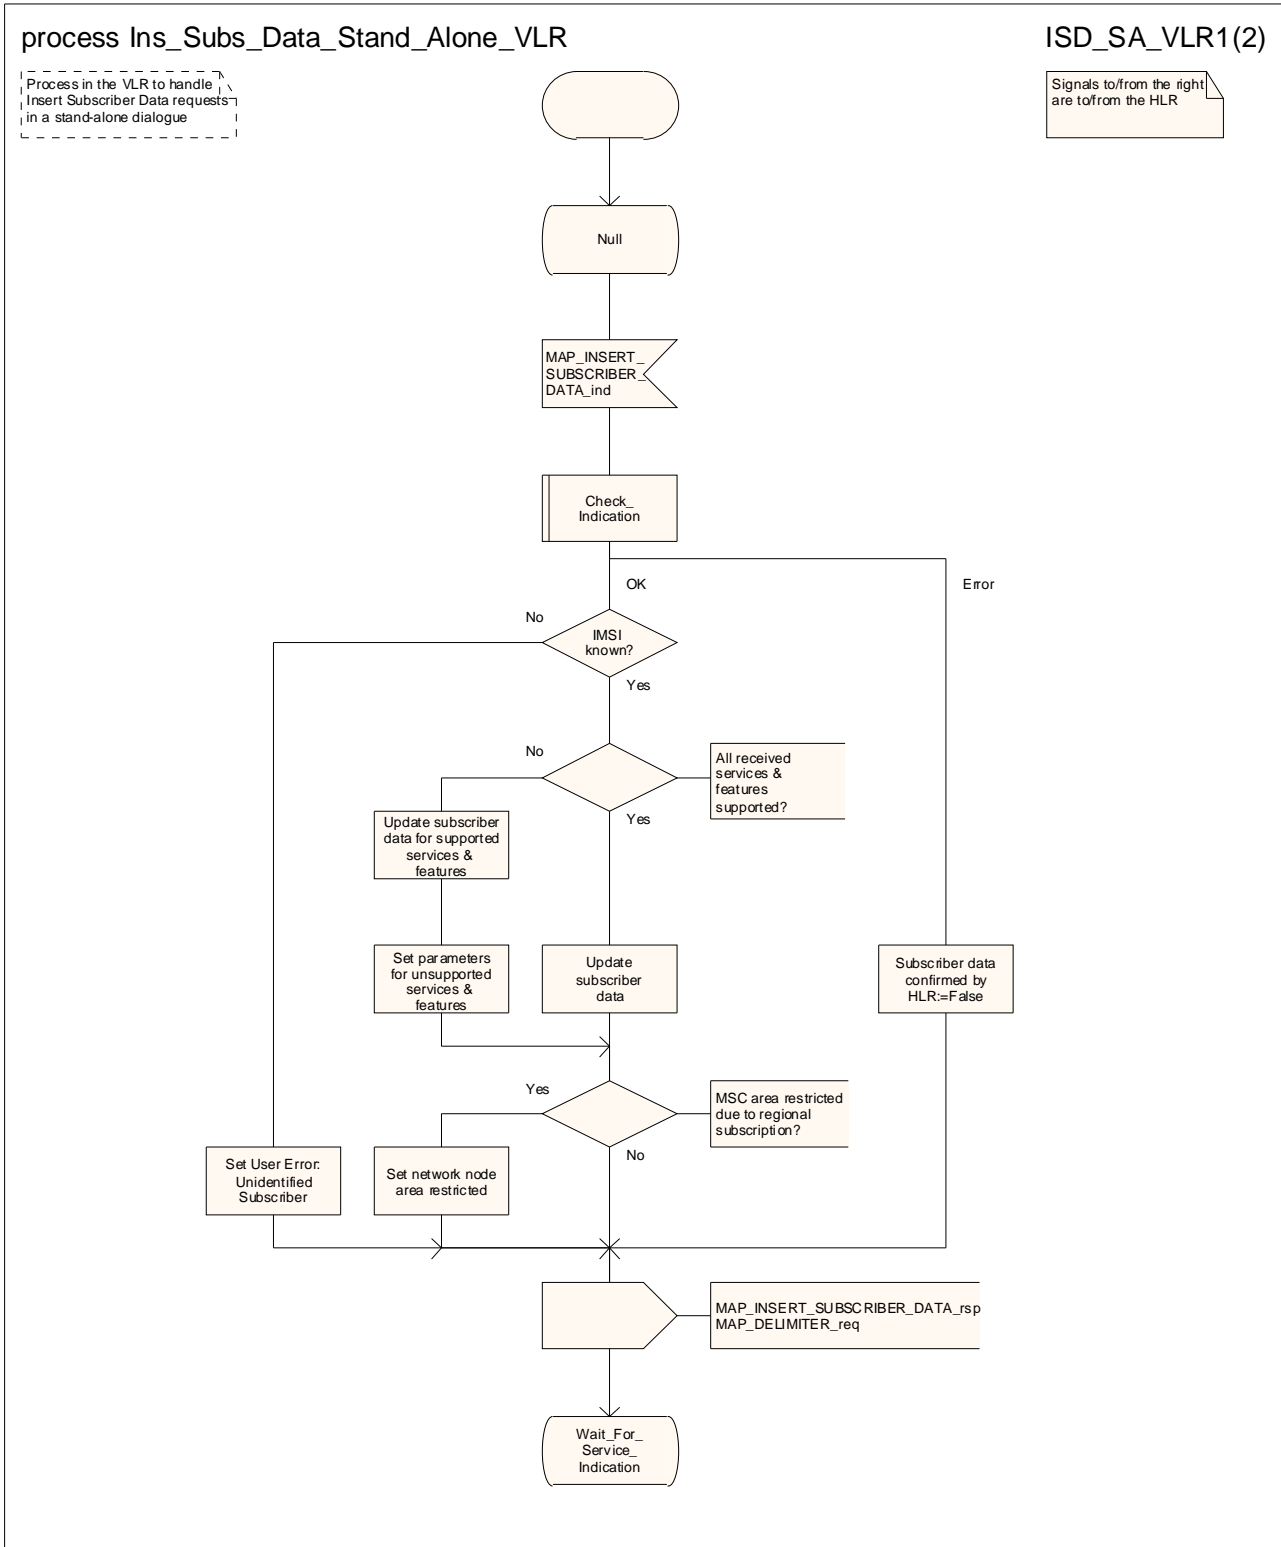 process Ins_Subs_Data_Stand_Alone_VLR
ISD_SA_VLR1(2)
Process in the VLR to handle
Insert Subscriber Data requests
in a stand-alone dialogue
Signals to/from the right
are to/from the HLR
Null
MAP_INSERT_
SUBSCRIBER_
DATA_ind
Check_
Indication
OK
Error
No
IMSI
known?
Yes
No
All received
services &
features
supported?
Yes
Update subscriber
data for supported
services &
features
Set parameters
for unsupported
services &
features
Update
subscriber
data
Subscriber data
confirmed by
HLR:=False
Yes
MSC area restricted
due to regional
subscription?
No
Set User Error:
Unidentified
Subscriber
Set network node
area restricted
MAP_INSERT_SUBSCRIBER_DATA_rsp
MAP_DELIMITER_req
Wait_For_
Service_
Indication